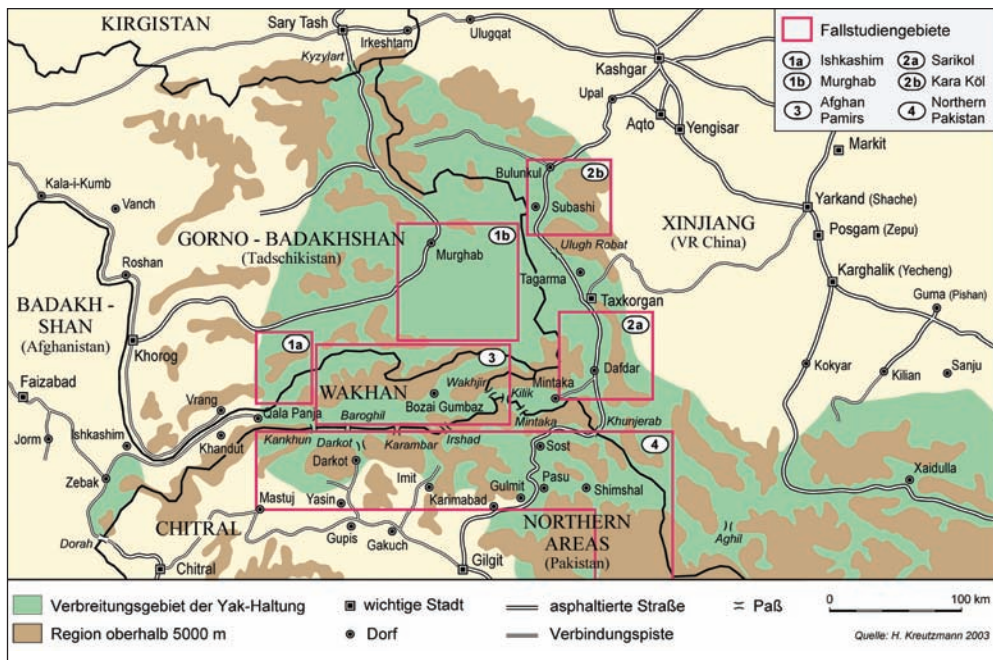 KIRGISTAN
Sary Tash
Irkeshtam
Ulugqat
Kyzylart
Kashgar
Upal
Aqto
Yengisar
Fallstudiengebiete
1a Ishkashim
2a Sarikol
1b Murghab
2b Kara Köl
3 Afghan Pamirs
4 Northern Pakistan
Markit
Kala-i-Kumb
Vanch
Bulunkul
2b
Subashi
Yarkand (Shache)
XINJIANG
(VR China)
Posgam (Zepu)
GORNO - BADAKHSHAN
(Tadschikistan)
1b
Murghab
Ulugh Robat
Roshan
Tagarma
Karghalik (Yecheng)
Taxkorgan
Guma (Pishan)
BADAKH -
SHAN
(Afghanistan)
Khorog
1a
2a
3
Kokyar
Kilian
Sanju
Dafdar
Faizabad
WAKHAN
Wakhjir
Mintaka
Kilik
Bozai Gumbaz
Vrang
Qala Panja
Baroghil
Mintaka
Khunjerab
Jorm
Ishkashim
Khandut
Kankhun
Darkot
Karambar
Irshad
4
Sost
Darkot
Zebak
Imit
Pasu
Shimshal
Xaidulla
Gulmit
Mastuj
Yasin
Karimabad
CHITRAL
NORTHERN
AREAS
(Pakistan)
Aghil
Dorah
Gupis
Gakuch
Chitral
Gilgit
Verbreitungsgebiet der Yak-Haltung
wichtige Stadt
asphaltierte Straße
Paß
0
100 km
Region oberhalb 5000 m
Dorf
Verbindungspiste
Quelle: H. Kreutzmann 2003